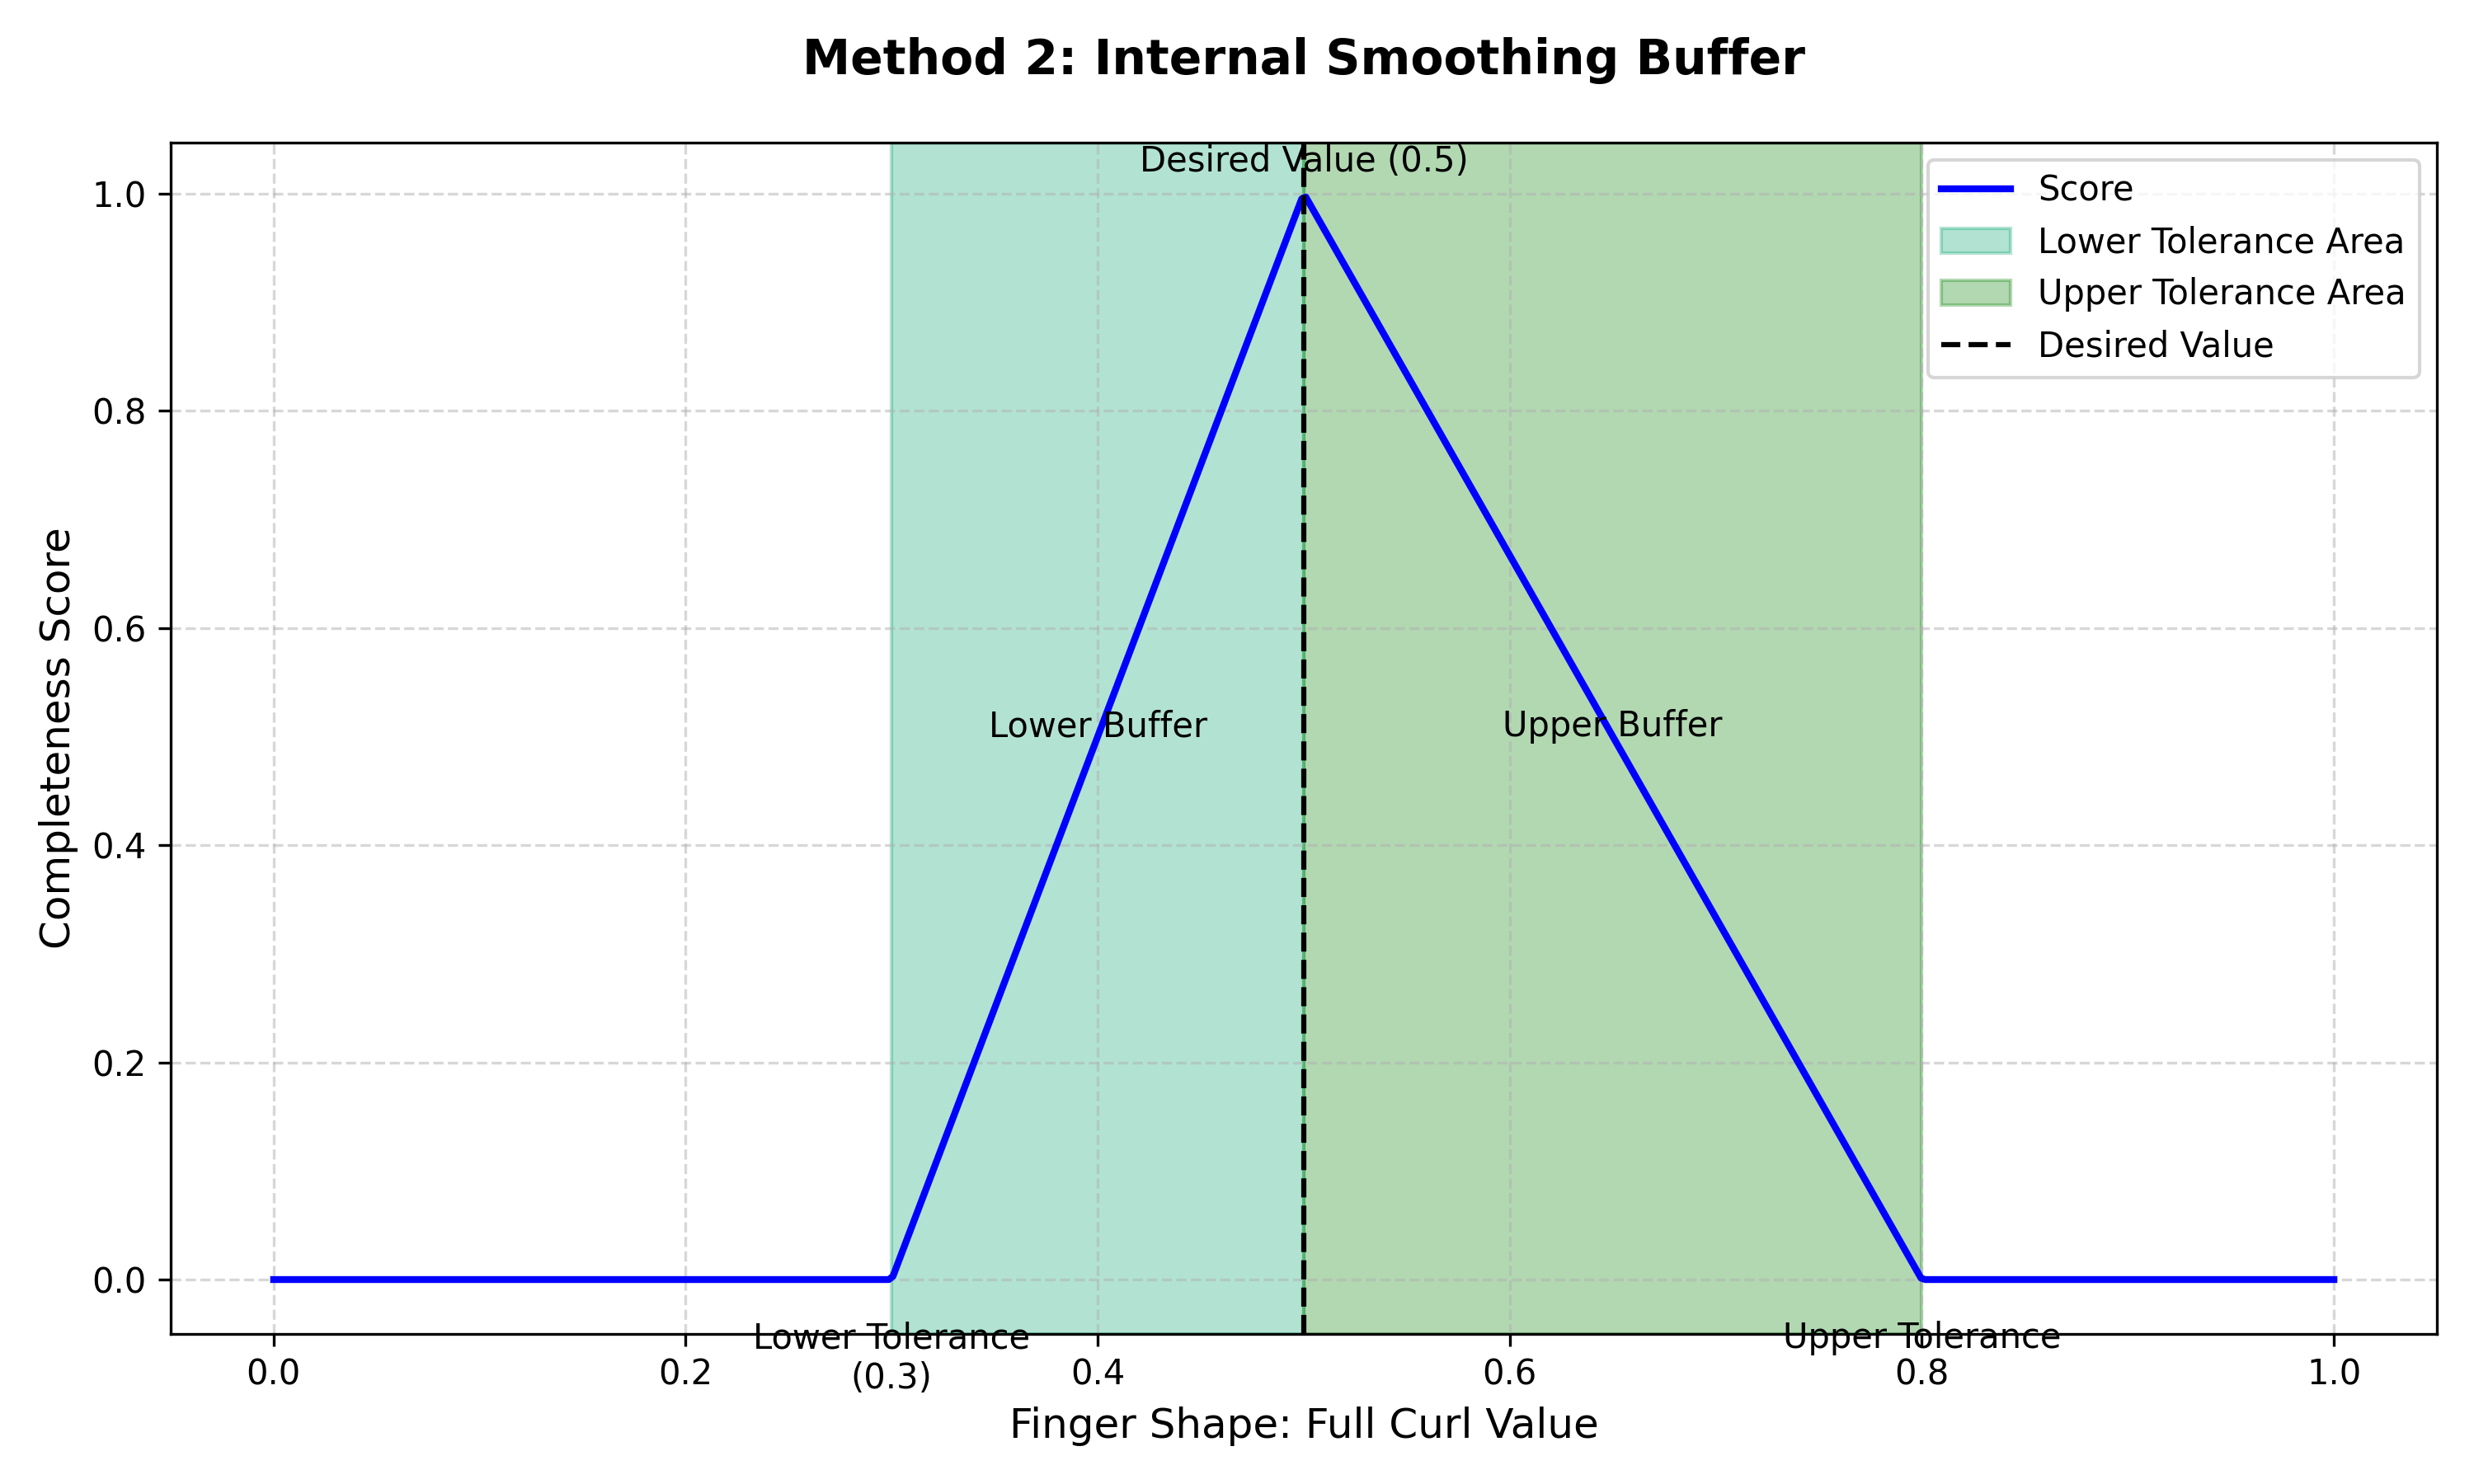 Method 2: Internal Smoothing Buffer
Desired Value (0.5)
Score
Lower Tolerance Area
Upper Tolerance Area
Desired Value
1.0
0.8
0.6
0.4
0.2
0.0
Completeness Score
Lower Buffer
Upper Buffer
Lower Tolerance
(0.3)
Upper Tolerance
0.0
0.2
0.4
0.6
0.8
1.0
Finger Shape: Full Curl Value